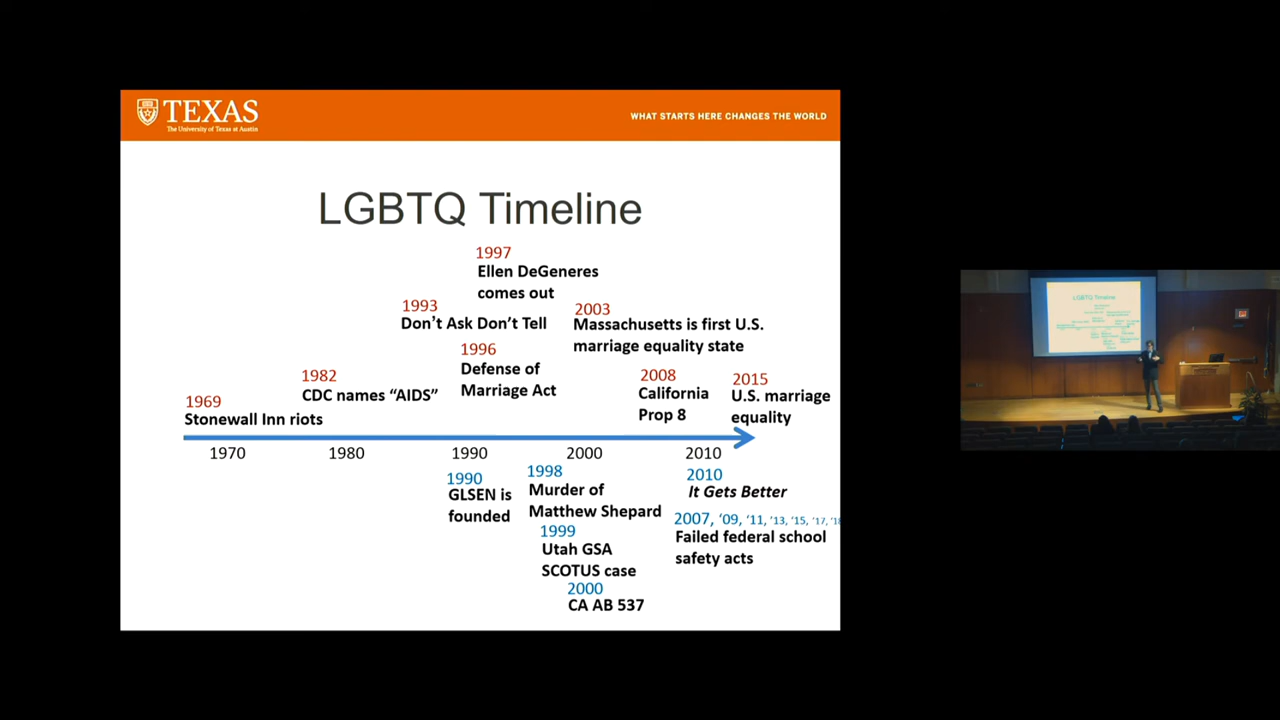 TEXAS
The University of Texas at Austin
WHAT STARTS HERE CHANGES THE WORLD
LGBTQ Timeline
1997
Ellen DeGeneres
comes out
1993
Don't Ask Don't Tell
2003
Massachusetts is first U.S.
marriage equality state
1996
Defense of
Marriage Act
1982
CDC names “AIDS”
2008
California
Prop 8
2015
U.S. marriage
equality
1969
Stonewall Inn riots
1970
1980
1990
2000
2010
1990
GLSEN is
founded
1998
Murder of
Matthew Shepard
1999
Utah GSA
SCOTUS case
2000
CA AB 537
2010
It Gets Better
2007, ‘09, ‘11, ‘13, ‘15, ‘17,
Failed federal school
safety acts
LGBTQ Timeline